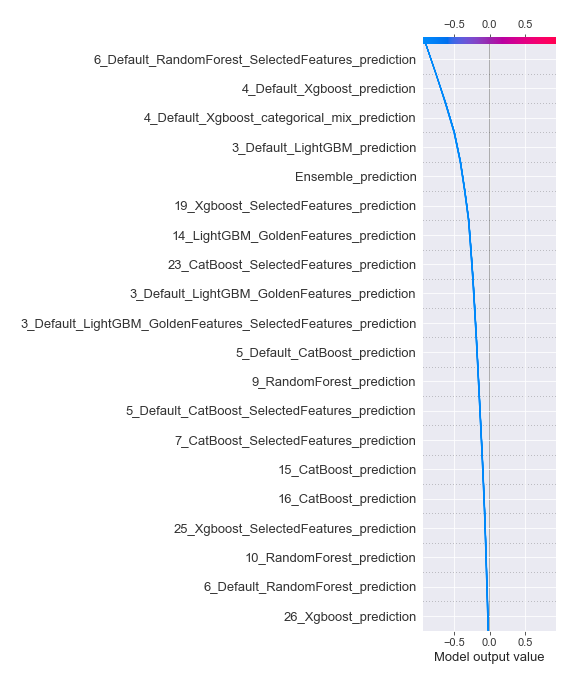 −0.5 0.0 0.5
6_Default_RandomForest_SelectedFeatures_prediction
4_Default_Xgboost_prediction
4_Default_Xgboost_categorical_mix_prediction
3_Default_LightGBM_prediction
Ensemble_prediction
19_Xgboost_SelectedFeatures_prediction
14_LightGBM_GoldenFeatures_prediction
23_CatBoost_SelectedFeatures_prediction
3_Default_LightGBM_GoldenFeatures_prediction
3_Default_LightGBM_GoldenFeatures_SelectedFeatures_prediction
5_Default_CatBoost_prediction
9_RandomForest_prediction
5_Default_CatBoost_SelectedFeatures_prediction
7_CatBoost_SelectedFeatures_prediction
15_CatBoost_prediction
16_CatBoost_prediction
25_Xgboost_SelectedFeatures_prediction
10_RandomForest_prediction
6_Default_RandomForest_prediction
26_Xgboost_prediction
−0.5 0.0 0.5
Model output value